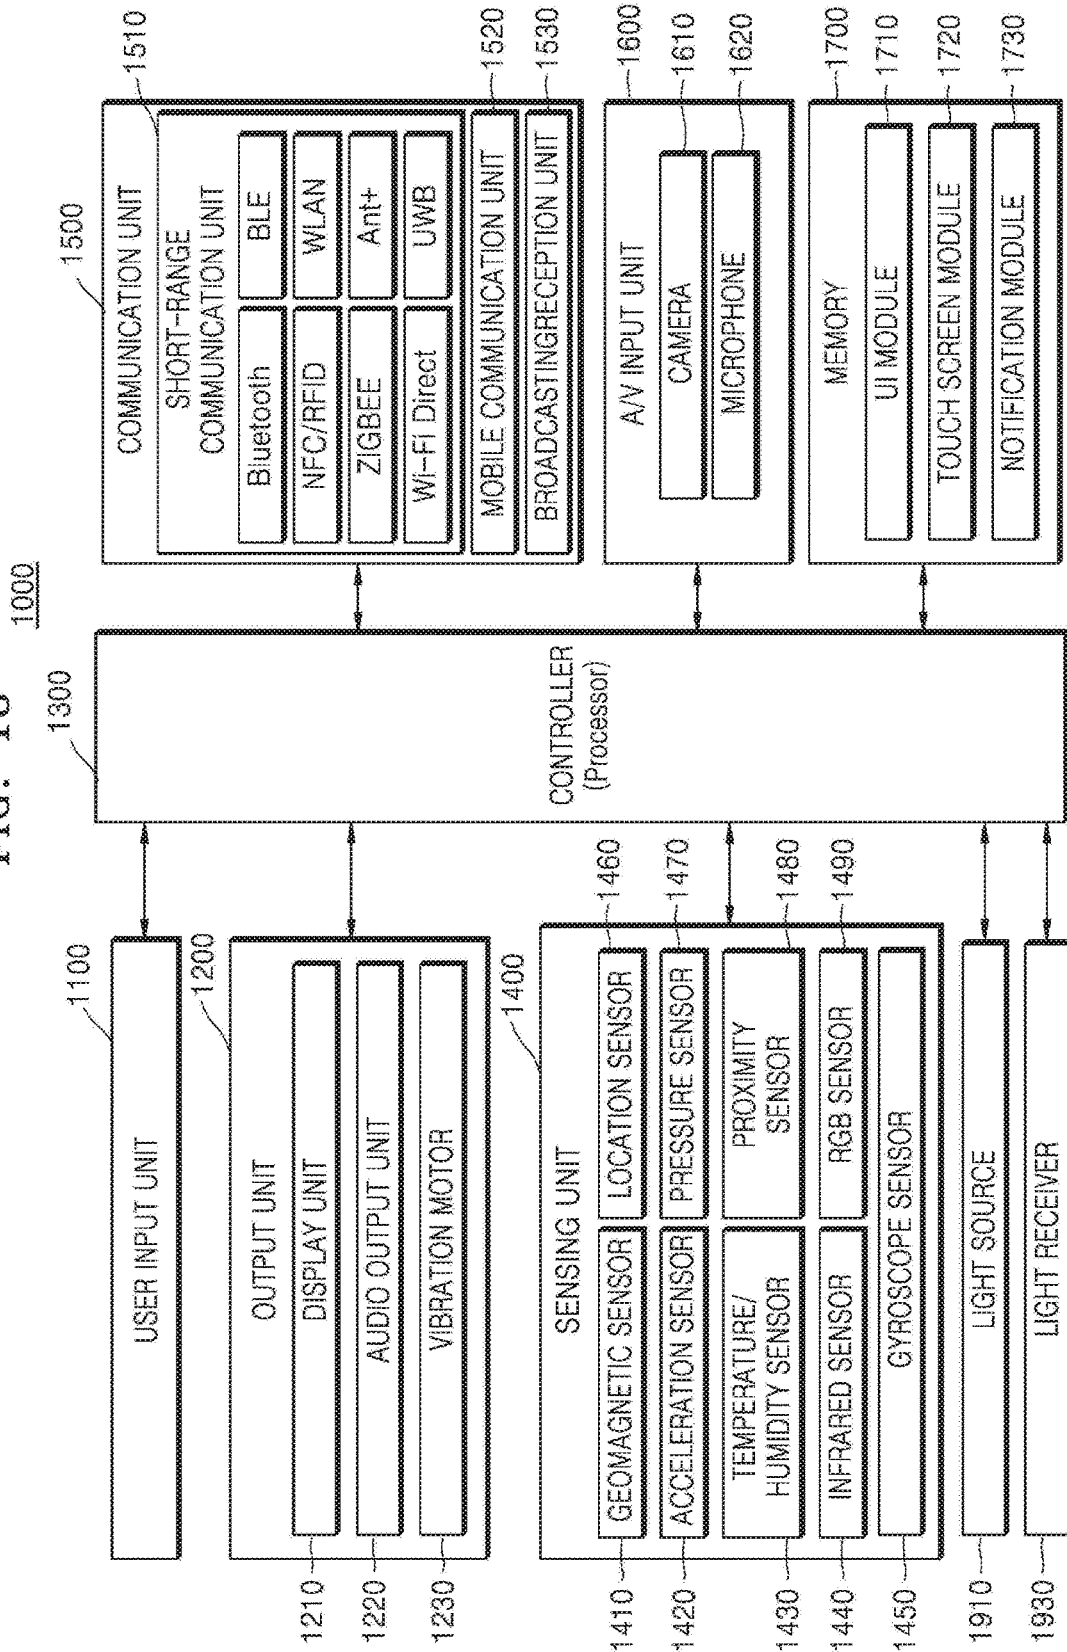 FIG. 18
1000
1100
USER INPUT UNIT
1200
OUTPUT UNIT
1210
DISPLAY UNIT
1220
AUDIO OUTPUT UNIT
1230
VIBRATION MOTOR
1400
SENSING UNIT
1410
GEOMAGNETIC SENSOR
LOCATION SENSOR
1460
1420
ACCELERATION SENSOR
PRESSURE SENSOR
1470
1430
TEMPERATURE/
HUMIDITY SENSOR
PROXIMITY
SENSOR
1480
1440
INFRARED SENSOR
RGB SENSOR
1490
1450
GYROSCOPE SENSOR
1910
LIGHT SOURCE
1930
LIGHT RECEIVER
1300
CONTROLLER
(Processor)
1500
COMMUNICATION UNIT
1510
SHORT-RANGE
COMMUNICATION UNIT
Bluetooth
BLE
NFC/RFID
WLAN
ZIGBEE
Ant+
Wi-Fi Direct
UWB
MOBILE COMMUNICATION UNIT
1520
BROADCASTINGRECEPTION UNIT
1530
A/V INPUT UNIT
1600
CAMERA
1610
MICROPHONE
1620
MEMORY
1700
UI MODULE
1710
TOUCH SCREEN MODULE
1720
NOTIFICATION MODULE
1730